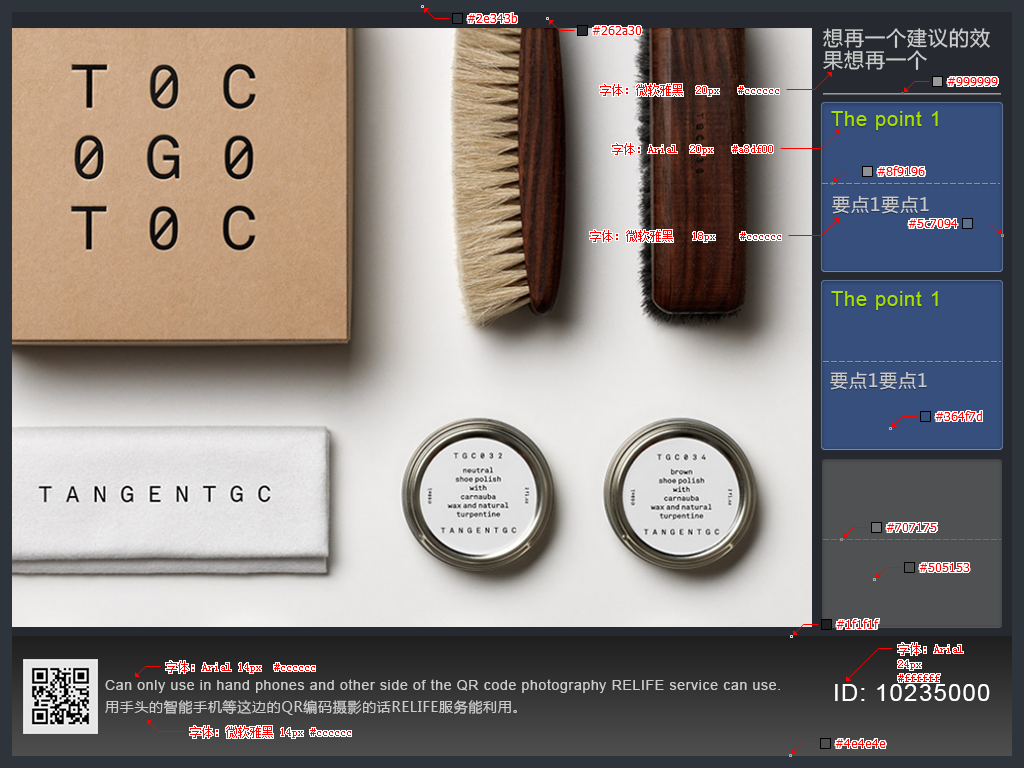 #2e343b
#262a30
想再一个建议的效
果想再一个
#999999
字体: 微软雅黑 20px #cccccc
The point 1
字体: Arial 20px #a8df00
#8f9196
要点1要点1
#5c7094
字体: 微软雅黑 18px #cccccc
The point 1
要点1要点1
#364f7d
#707175
#505153
#1f1f1f
T 0 C
0 G 0
T 0 C
TANGENTGC
TGC032
neutral
shoe polish
with
carnauba
wax and natural
turpentine
TANGENTGC
TGC034
brown
shoe polish
with
carnauba
wax and natural
turpentine
TANGENTGC
字体: Arial 14px #cccccc
Can only use in hand phones and other side of the QR code photography RELIFE service can use.
用手头的智能手机等这边的QR编码摄影的话RELIFE服务能利用。
字体: 微软雅黑 14px #cccccc
字体: Arial
24px
#ffffff
ID: 10235000
#4e4e4e